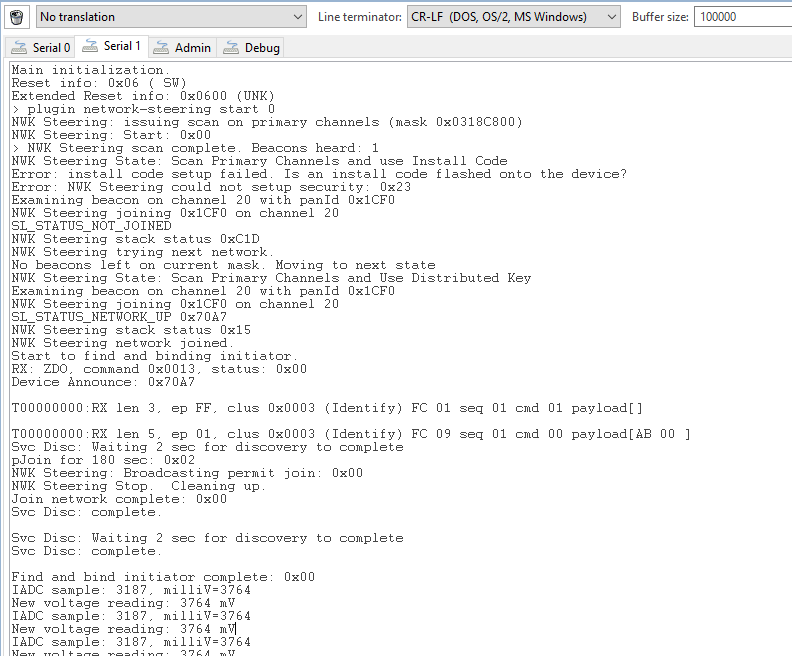 No translation
Line terminator:
CR-LF (DOS, OS/2, MS Windows)
Buffer size:
100000
Serial 0
Serial 1
Admin
Debug
Main initialization.
Reset info: 0x06 ( SW)
Extended Reset info: 0x0600 (UNK)
> plugin network-steering start 0
NWK Steering: issuing scan on primary channels (mask 0x0318C800)
NWK Steering: Start: 0x00
> NWK Steering scan complete. Beacons heard: 1
NWK Steering State: Scan Primary Channels and use Install Code
Error: install code setup failed. Is an install code flashed onto the device?
Error: NWK Steering could not setup security: 0x23
Examining beacon on channel 20 with panId 0x1CF0
NWK Steering joining 0x1CF0 on channel 20
SL_STATUS_NOT_JOINED
NWK Steering stack status 0xC1D
NWK Steering trying next network.
No beacons left on current mask. Moving to next state
NWK Steering State: Scan Primary Channels and Use Distributed Key
Examining beacon on channel 20 with panId 0x1CF0
NWK Steering joining 0x1CF0 on channel 20
SL_STATUS_NETWORK_UP 0x70A7
NWK Steering stack status 0x15
NWK Steering network joined.
Start to find and binding initiator.
RX: ZDO, command 0x0013, status: 0x00
Device Announce: 0x70A7
T00000000:RX len 3, ep FF, clus 0x0003 (Identify) FC 01 seq 01 cmd 01 payload[]
T00000000:RX len 5, ep 01, clus 0x0003 (Identify) FC 09 seq 01 cmd 00 payload[AB 00 ]
Svc Disc: Waiting 2 sec for discovery to complete
pJoin for 180 sec: 0x02
NWK Steering: Broadcasting permit join: 0x00
NWK Steering Stop.  Cleaning up.
Join network complete: 0x00
Svc Disc: complete.
Svc Disc: Waiting 2 sec for discovery to complete
Svc Disc: complete.
Find and bind initiator complete: 0x00
IADC sample: 3187, milliV=3764
New voltage reading: 3764 mV
IADC sample: 3187, milliV=3764
New voltage reading: 3764 mV
IADC sample: 3187, milliV=3764
New voltage reading: 3764 mV